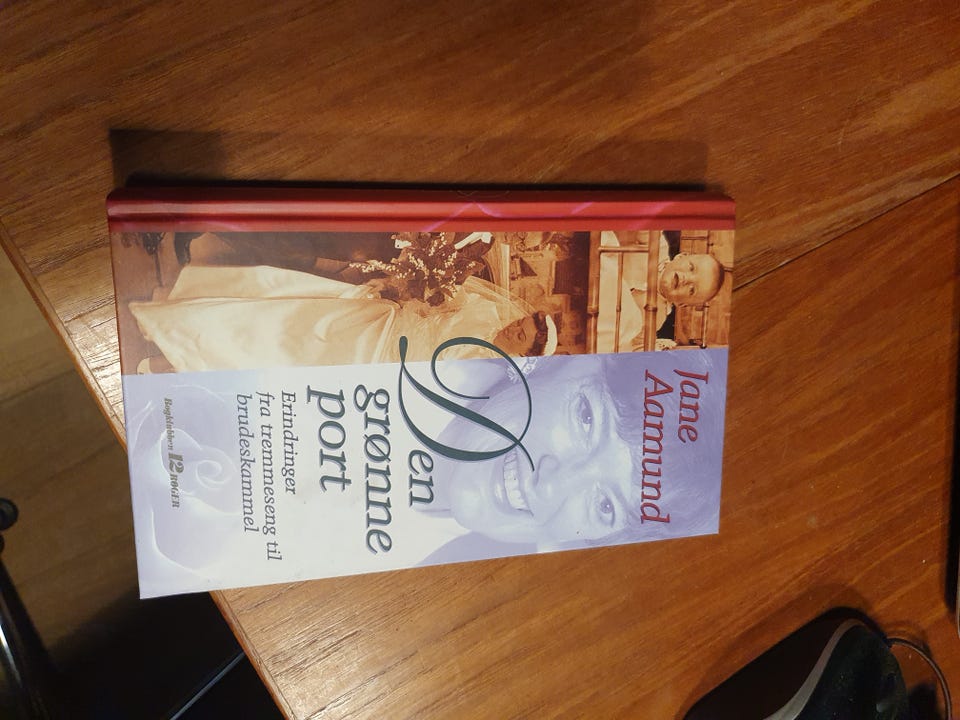 Jane
Aamund
Den
grønne
port
Erindringer
fra tremmeseng til
brudeskammel
Bogklubben 12 BØGER